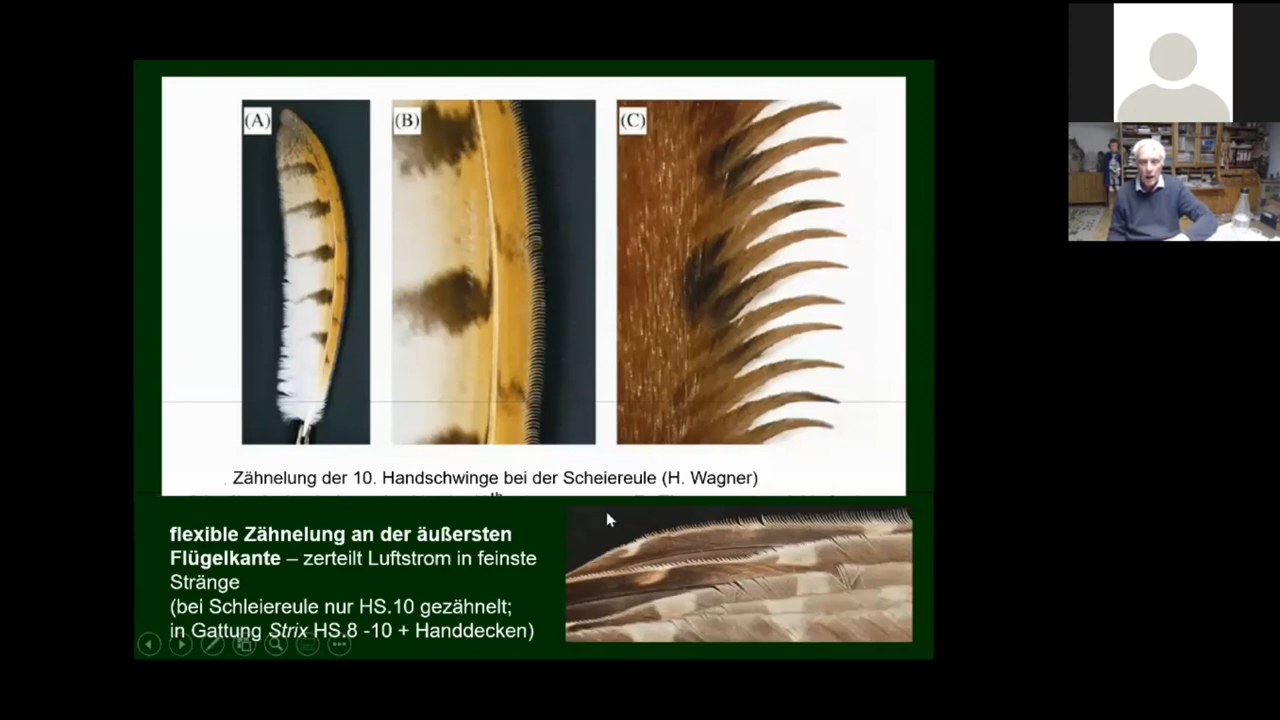 (A)
(B)
(C)
Zähnelung der 10. Handschwinge bei der Scheiereule (H. Wagner)
flexible Zähnelung an der äußersten
Flügelkante – zerteilt Luftstrom in feinste
Stränge
(bei Schleiereule nur HS.10 gezähnelt;
in Gattung Strix HS.8 -10 + Handdecken)